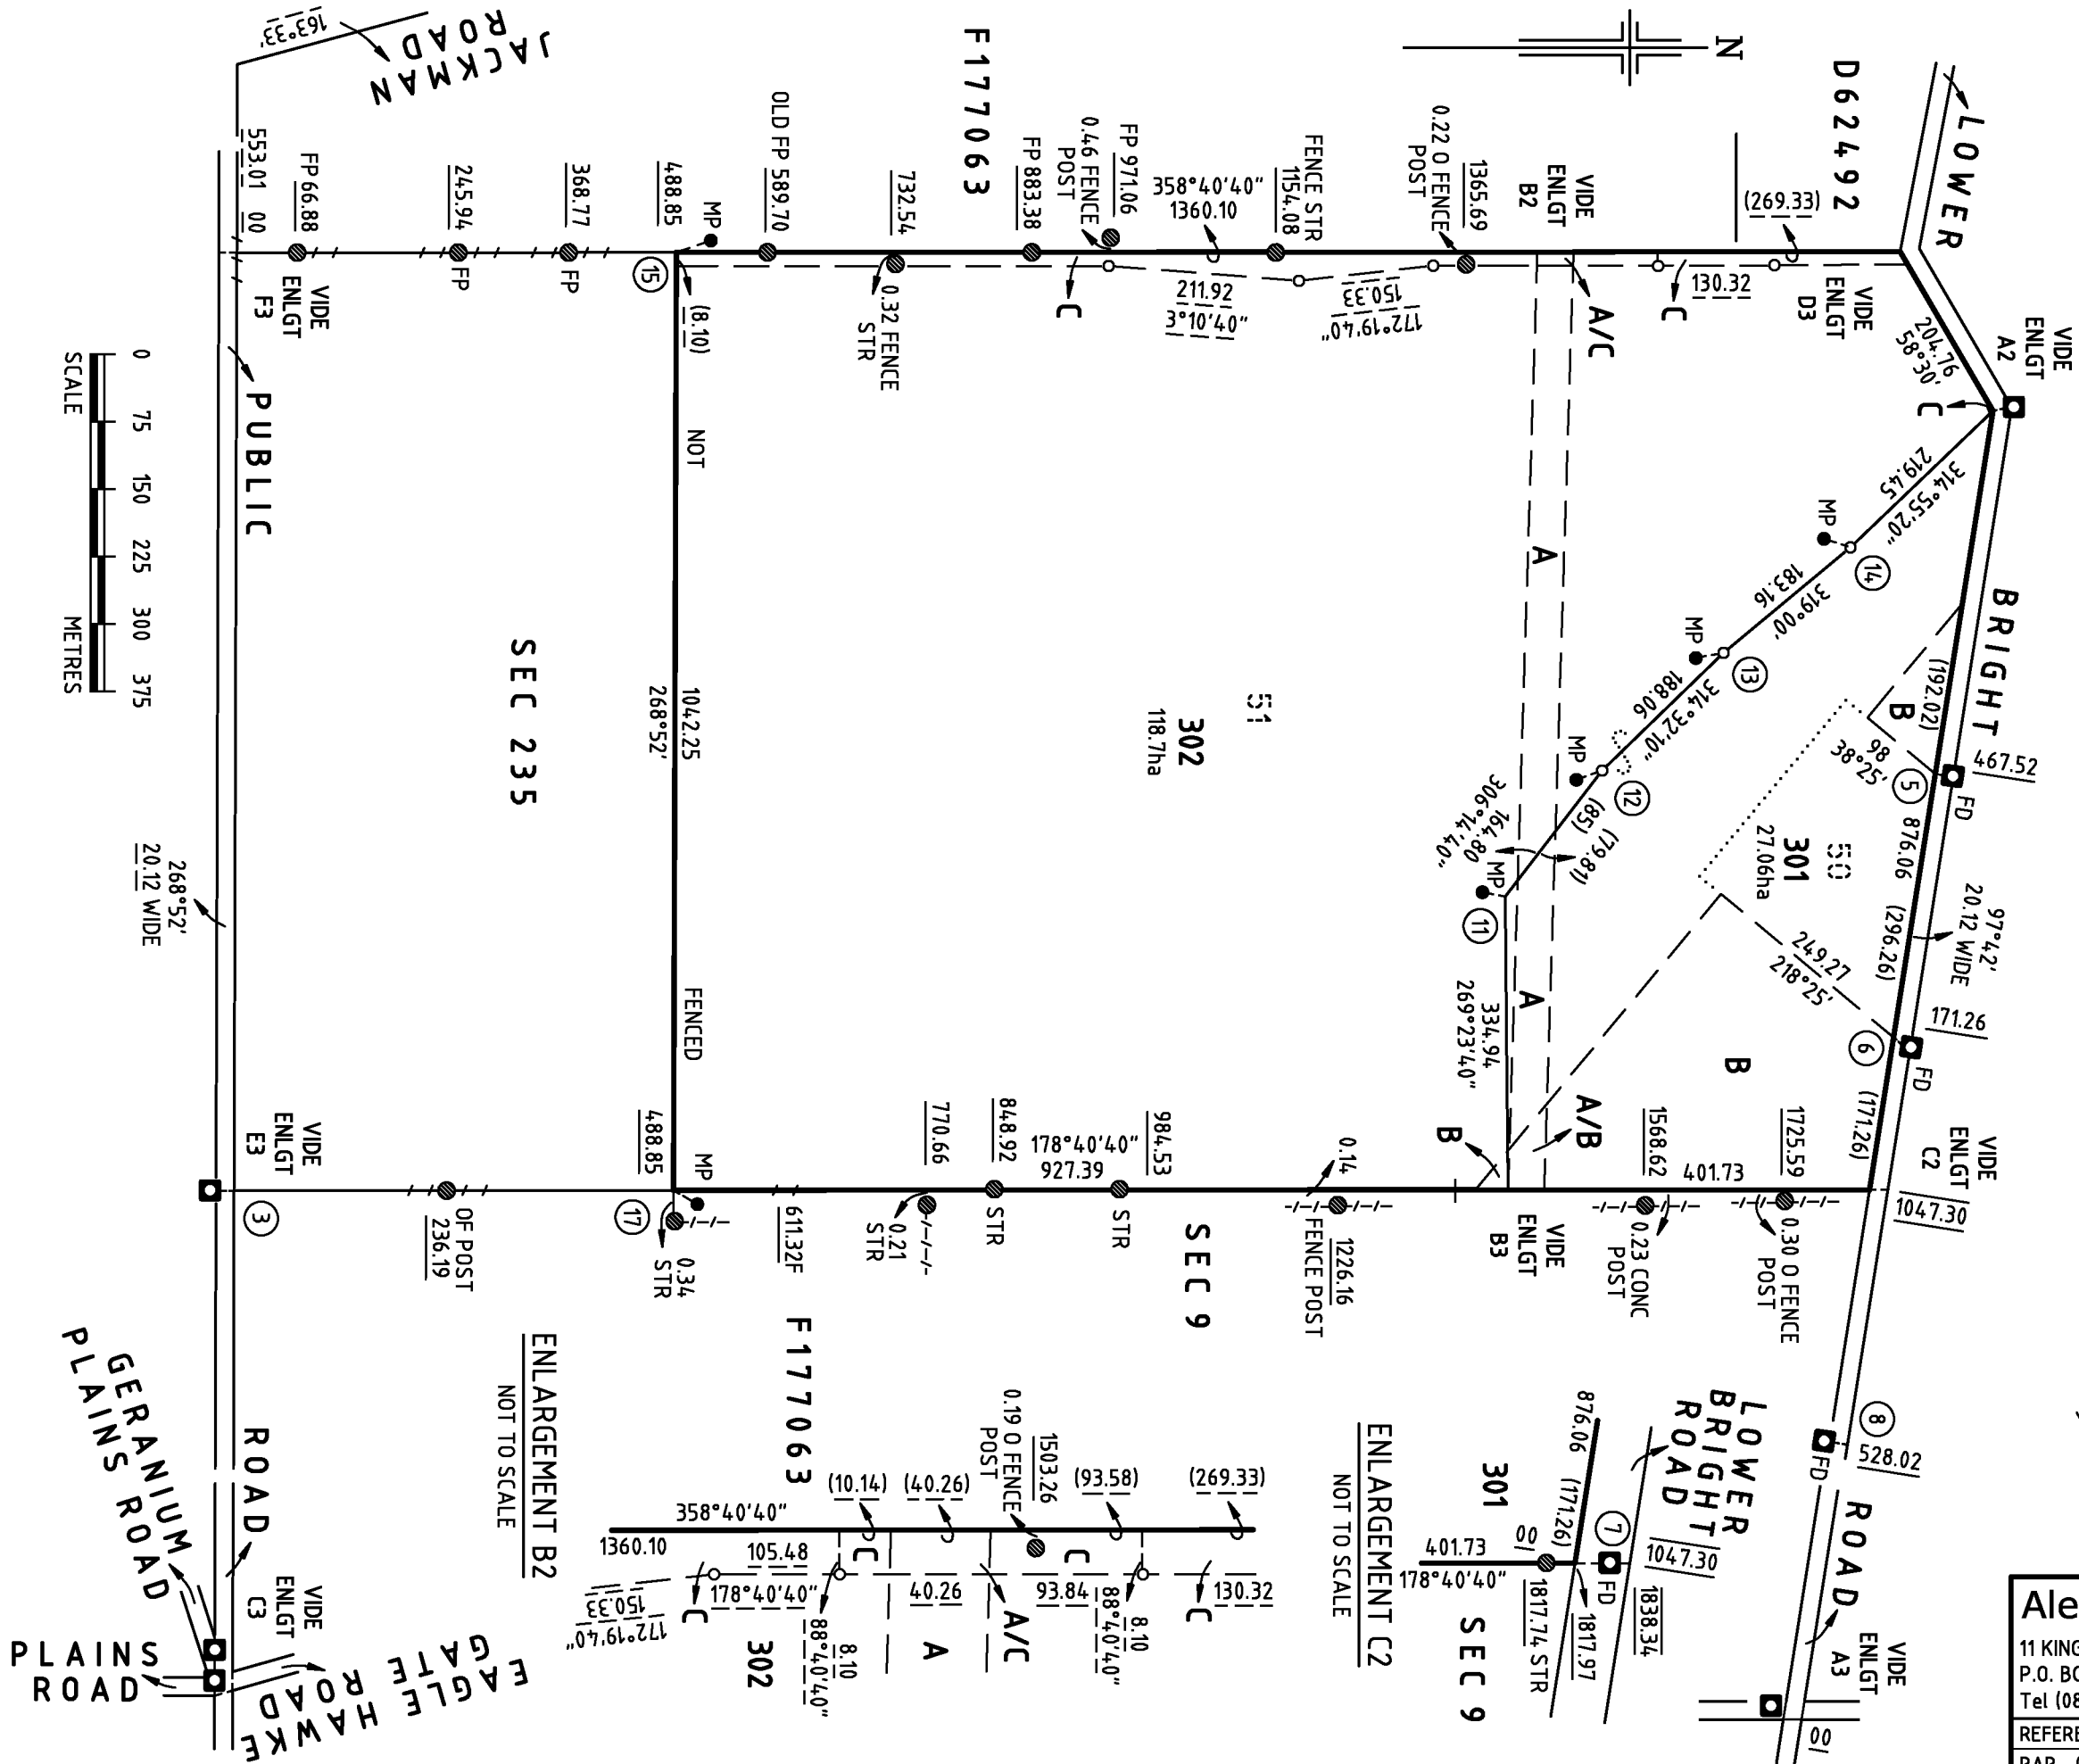 163°33'
JACKMAN
ROAD
F177063
N
D62492
LOWER
BRIGHT
ROAD
VIDE
ENLGT
A2
553.01
00
FP 66.88
245.94
FP
368.77
FP
488.85
MP
OLD FP 589.70
732.54
FP 883.38
FP 971.06
0.46 FENCE
POST
358°40'40"
1360.10
FENCE STR
1154.08
0.22 O FENCE
POST
1365.69
VIDE
ENLGT
B2
(269.33)
VIDE
ENLGT
F3
15
(8.10)
0.32 FENCE
STR
C
211.92
3°10'40"
150.33
172°19'40"
A/C
C
130.32
VIDE
ENLGT
D3
204.76
58°30'
C
0
75
150
225
300
375
SCALE
METRES
PUBLIC
ROAD
268°52'
20.12 WIDE
SEC 235
NOT
FENCED
1042.25
268°52'
51
302
118.7ha
A
A
219.45
314°55'20"
MP
14
183.16
319°00'
MP
13
188.06
314°32'10"
MP
12
(85)
(79.81)
164.80
306°14'40"
MP
11
334.94
269°23'40"
50
301
27.06ha
(192.02)
B
98
38°25'
5
FD
467.52
876.06
(296.26)
97°42'
20.12 WIDE
249.27
218°25'
171.26
6
FD
B
(171.26)
A/B
B
VIDE
ENLGT
C2
1047.30
VIDE
ENLGT
E3
3
OF POST
236.19
488.85
MP
17
0.34
STR
611.32F
770.66
0.21
STR
848.92
STR
178°40'40"
927.39
984.53
STR
SEC 9
0.14
1226.16
FENCE POST
VIDE
ENLGT
B3
1568.62
0.23 CONC
POST
401.73
1725.59
0.30 O FENCE
POST
8
528.02
FD
GERANIUM
PLAINS ROAD
PLAINS
ROAD
VIDE
ENLGT
C3
EAGLE HAWKE
GATE ROAD
ENLARGEMENT B2
NOT TO SCALE
F177063
358°40'40"
1360.10
(10.14)
(40.26)
0.19 O FENCE
POST
1503.26
(93.58)
(269.33)
105.48
178°40'40"
150.33
172°19'40"
C
C
C
C
8.10
88°40'40"
40.26
93.84
8.10
88°40'40"
130.32
A
A/C
302
ENLARGEMENT C2
NOT TO SCALE
LOWER
BRIGHT
ROAD
876.06
(171.26)
301
401.73
178°40'40"
00
7
FD
1047.30
1838.34
1817.97
1817.74 STR
SEC 9
VIDE
ENLGT
A3
00
Ale
11 KING
P.O. BO
Tel (08
REFERE